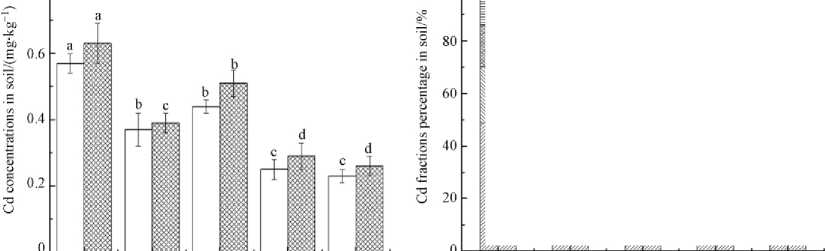 Cd concentrations in soil/(mg·kg⁻¹)
0.6
0.4
0.2
0
a
a
b
c
b
b
c
d
c
d
Cd fractions percentage in soil/%
80
60
40
20
0